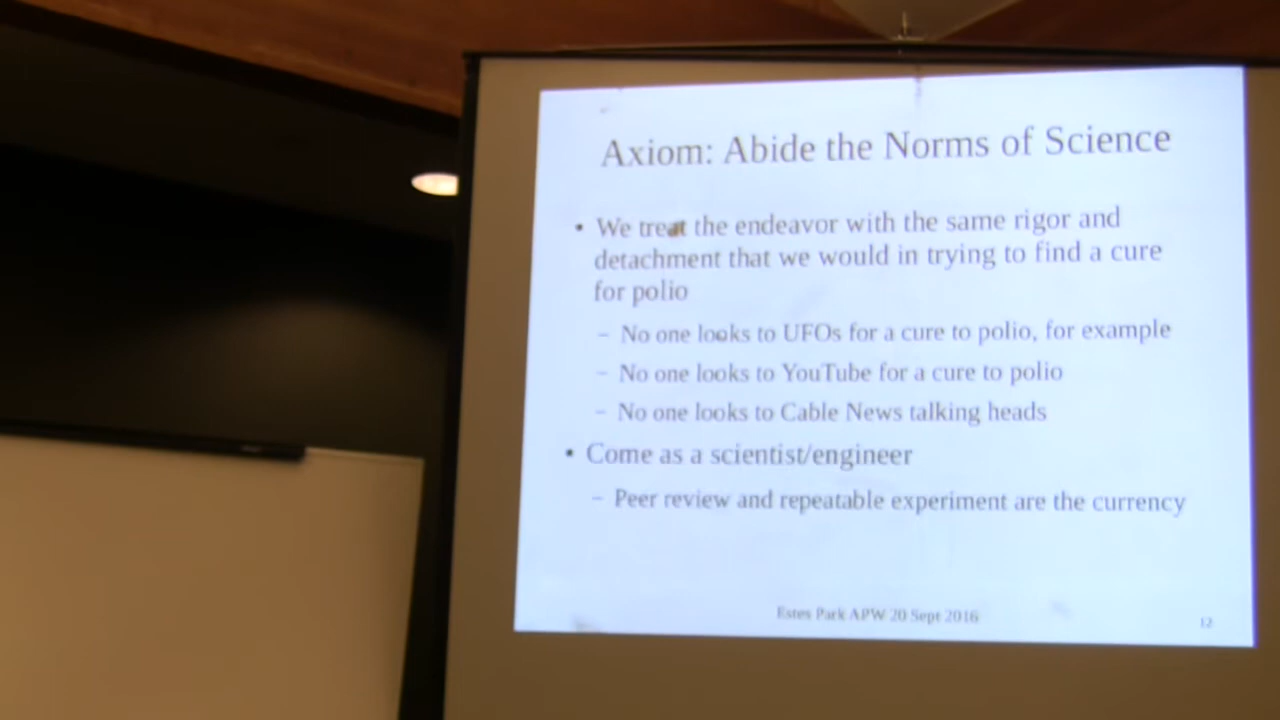 Axiom: Abide the Norms of Science
• We treat the endeavor with the same rigor and
detachment that we would in trying to find a cure
for polio
– No one looks to UFOs for a cure to polio, for example
– No one looks to YouTube for a cure to polio
– No one looks to Cable News talking heads
• Come as a scientist/engineer
– Peer review and repeatable experiment are the currency
Estes Park APW 20 Sept 2016
12